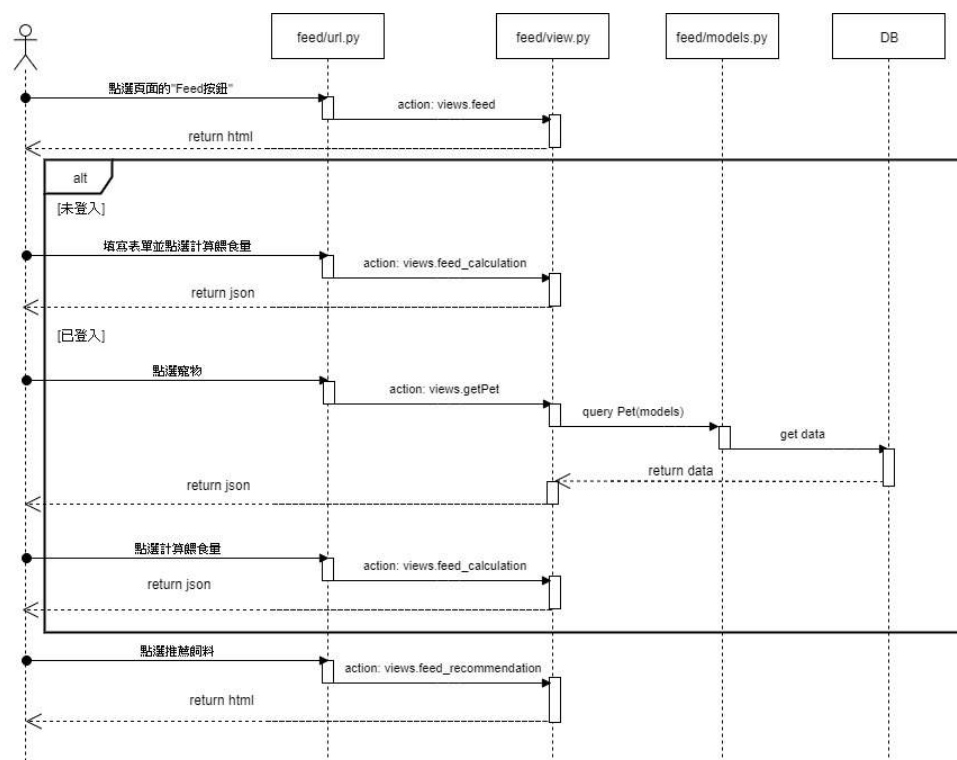 feed/url.py
feed/view.py
feed/models.py
DB
點選頁面的"Feed按鈕"
action: views.feed
return html
alt
[未登入]
填寫表單並點選計算餵食量
action: views.feed_calculation
return json
[已登入]
點選寵物
action: views.getPet
query Pet(models)
get data
return data
return json
點選計算餵食量
action: views.feed_calculation
return json
點選推薦飼料
action: views.feed_recommendation
return html